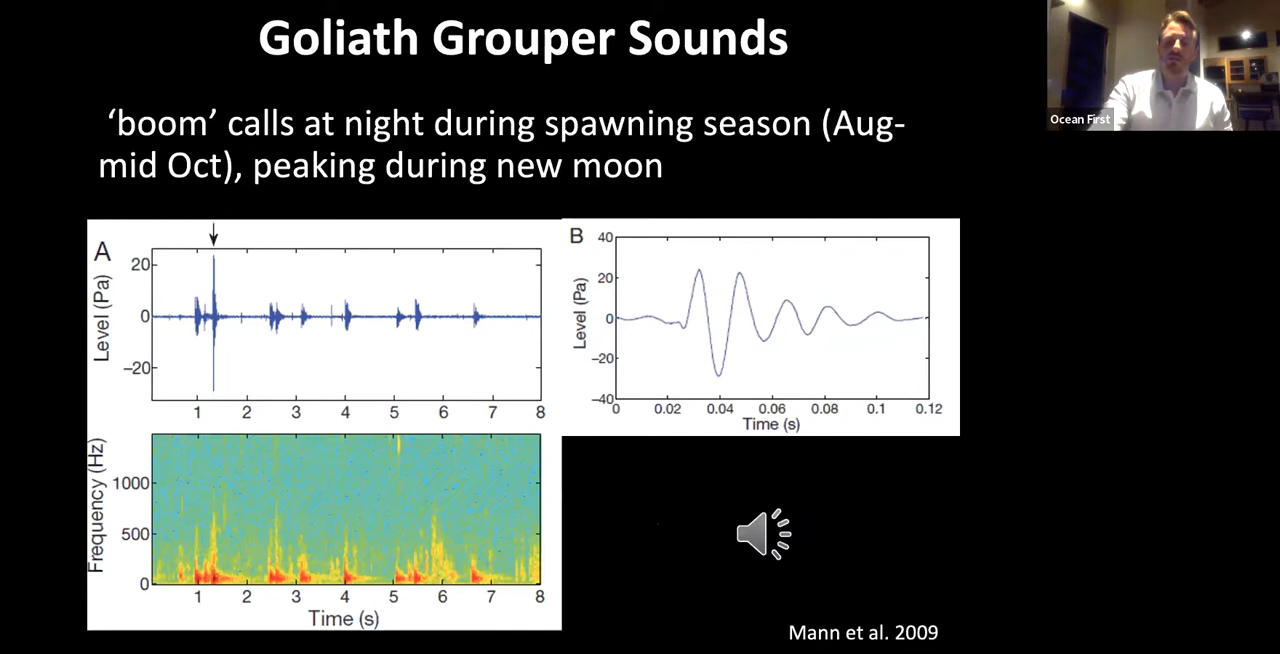 Goliath Grouper Sounds
Ocean First
‘boom’ calls at night during spawning season (Aug-
mid Oct), peaking during new moon
A
Level (Pa)
20
0
−20
1 2 3 4 5 6 7 8
Frequency (Hz)
1000
500
0
1 2 3 4 5 6 7 8
Time (s)
B
Level (Pa)
40
20
0
−20
−40
0 0.02 0.04 0.06 0.08 0.1 0.12
Time (s)
Mann et al. 2009